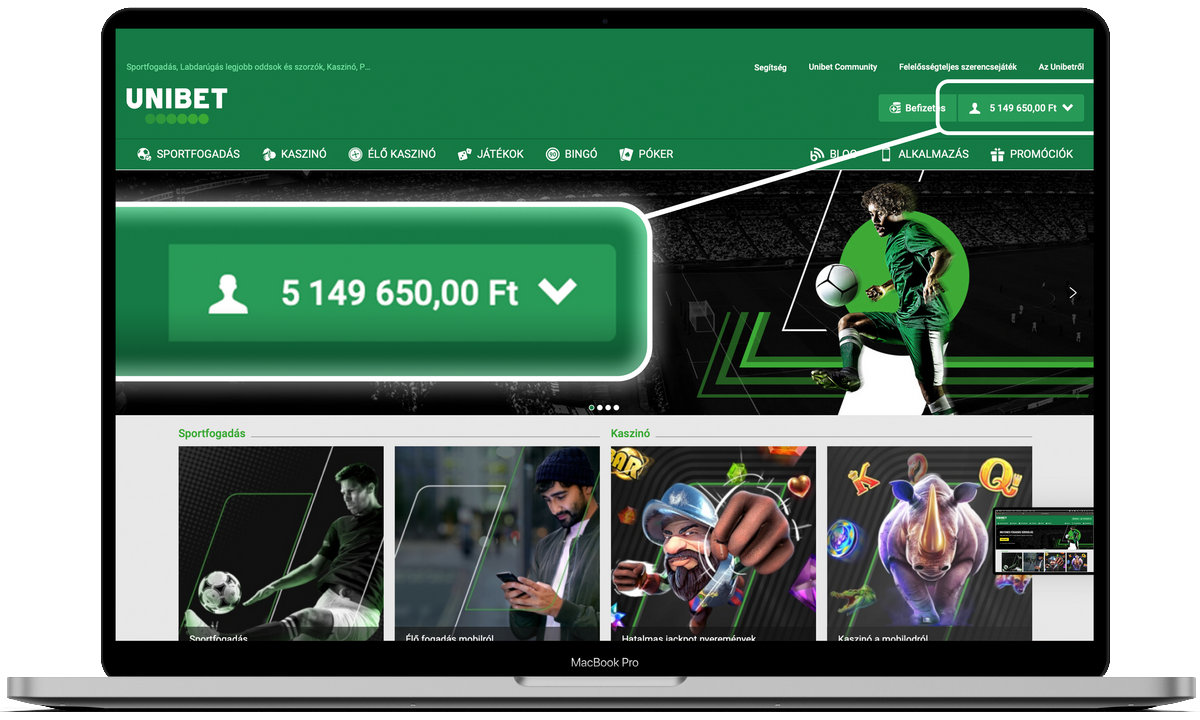 Sportfogadás, Labdarúgás legjobb oddsok és szorzók, Kaszinó, P...
Segítség
Unibet Community
Felelősségteljes szerencsejáték
Az Unibetről
UNIBET
Befizetés
5 149 650,00 Ft
SPORTFOGADÁS
KASZINÓ
ÉLŐ KASZINÓ
JÁTÉKOK
BINGÓ
PÓKER
BLOG
ALKALMAZÁS
PROMÓCIÓK
5 149 650,00 Ft
Sportfogadás
Kaszinó
BAR
K
Q
Sportfogadás
Élő fogadás mobilról
Hatalmas jackpot nyeremények
Kaszinó a mobilodról
UNIBET
MacBook Pro